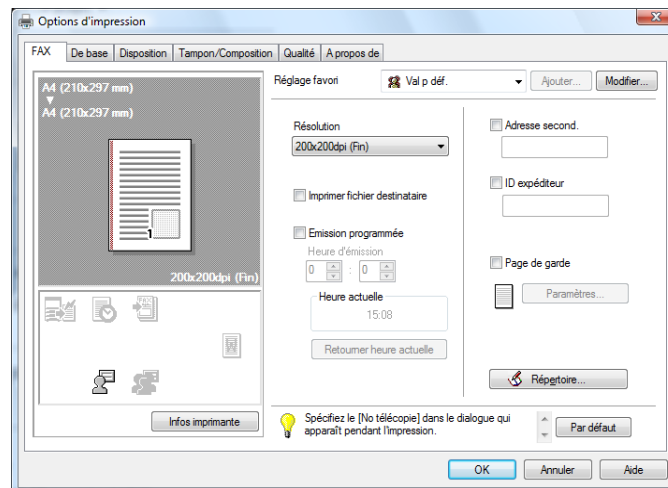 Options d'impression
FAX De base Disposition Tampon/Composition Qualité A propos de
A4 (210x297 mm)
A4 (210x297 mm)
1
200x200dpi (Fin)
Infos imprimante
Réglage favori Val p déf. Ajouter... Modifier...
Résolution
200x200dpi (Fin)
Imprimer fichier destinataire
Emission programmée
Heure d'émission
0 : 0
Heure actuelle
15:08
Retourner heure actuelle
Adresse second.
ID expéditeur
Page de garde
Paramètres...
Répertoire...
Spécifiez le [No télécopie] dans le dialogue qui
apparaît pendant l'impression.
Par défaut
OK Annuler Aide